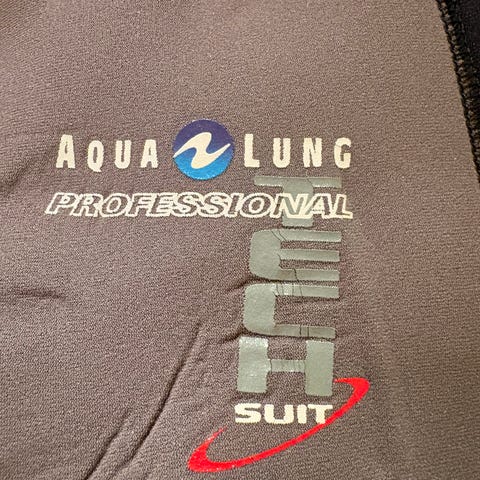 AQUA LUNG
PROFESSIONAL
TECH
SUIT